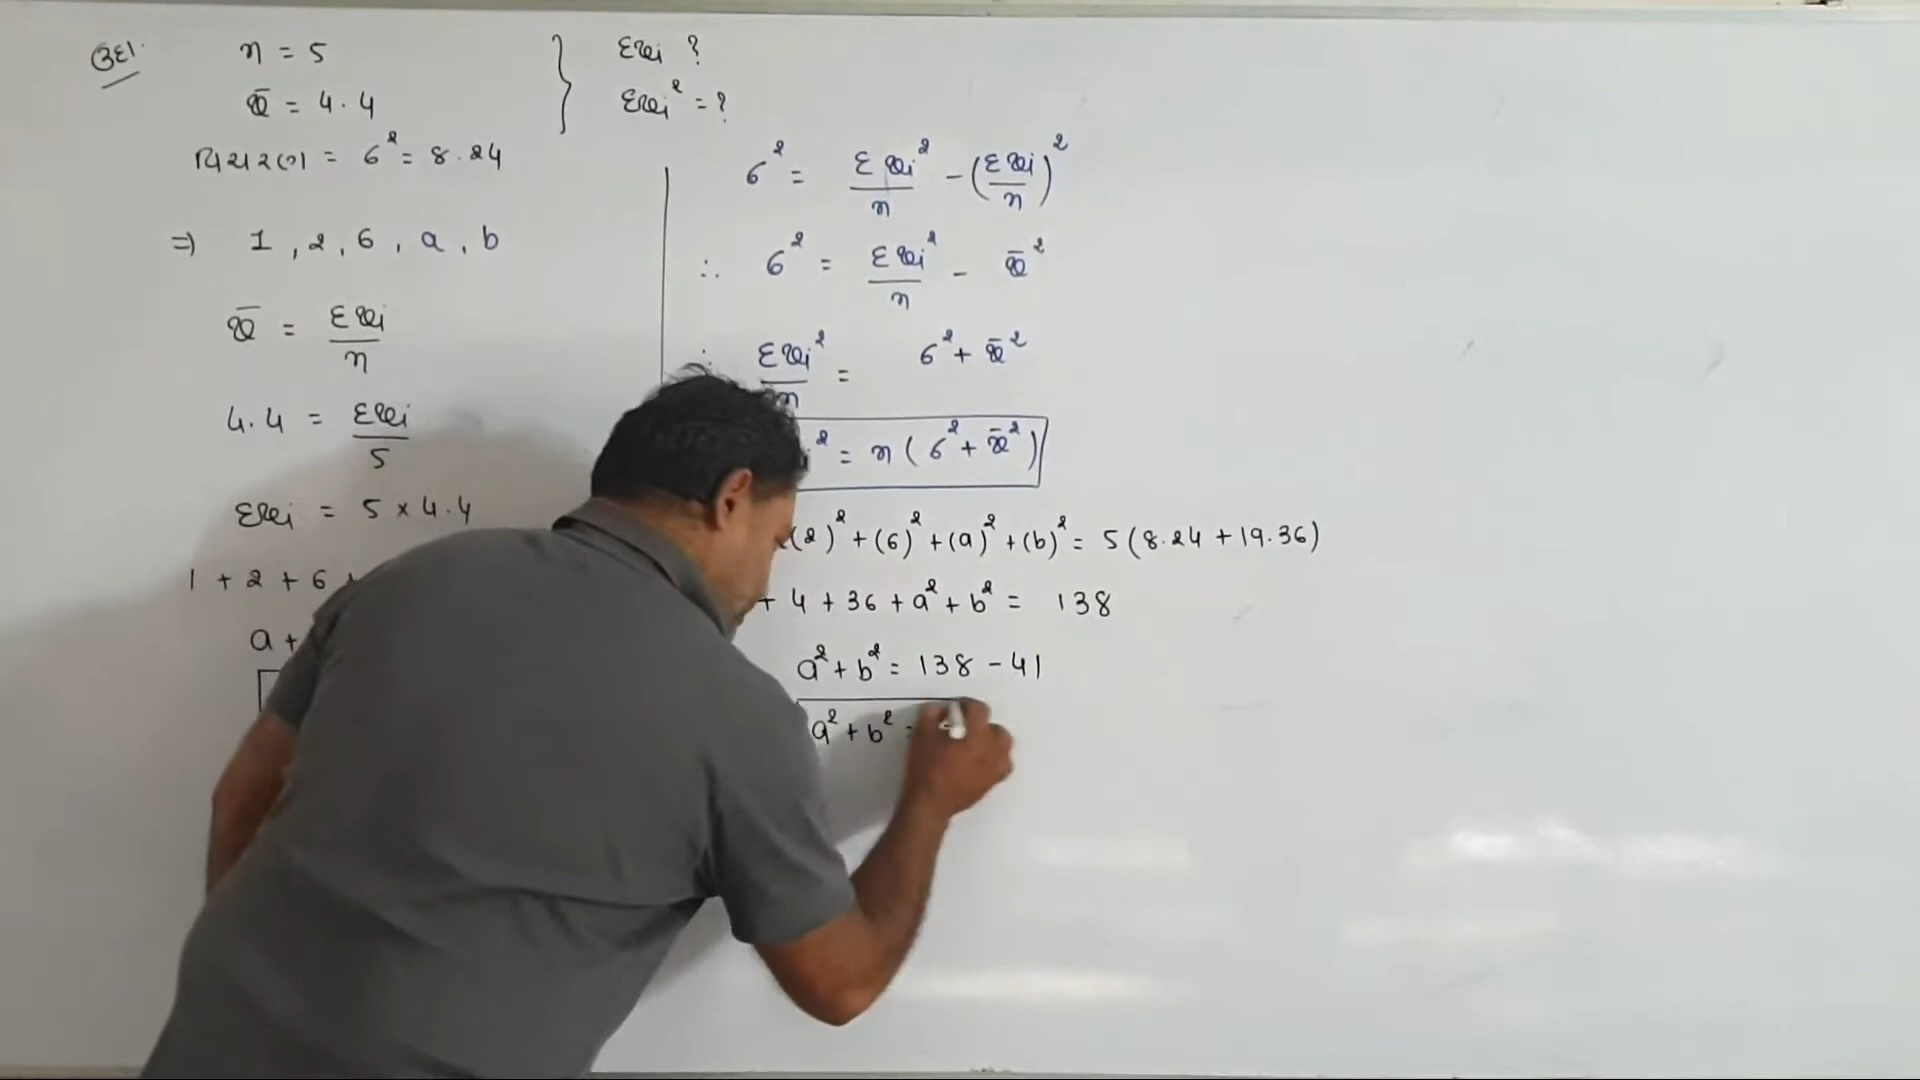 ઉદા.
n = 5
x̄ = 4.4
વિચરણ = σ² = 8.24
Σxi ?
Σxi² = ?
⇒ 1, 2, 6, a, b
x̄ = Σxi / n
4.4 = Σxi / 5
Σxi = 5 × 4.4
1 + 2 + 6 +
a +
σ² = Σxi² / n - (Σxi / n)²
∴ σ² = Σxi² / n - x̄²
∴ Σxi² / n = σ² + x̄²
i² = n ( σ² + x̄² )
(2)² + (6)² + (a)² + (b)² = 5 (8.24 + 19.36)
+ 4 + 36 + a² + b² = 138
a² + b² = 138 - 41
a² + b² =